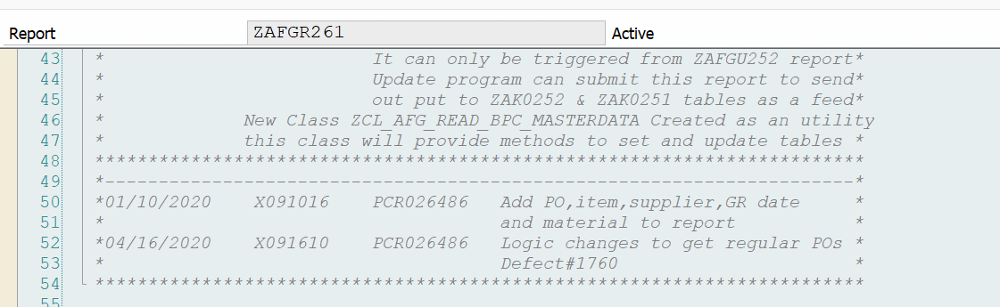 Report ZAFGR261 Active
43 * It can only be triggered from ZAFGU252 report*
44 * Update program can submit this report to send*
45 * out put to ZAK0252 & ZAK0251 tables as a feed*
46 * New Class ZCL_AFG_READ_BPC_MASTERDATA Created as an utility
47 * this class will provide methods to set and update tables *
48 ************************************************************************
49 *----------------------------------------------------------------------*
50 *01/10/2020 X091016 PCR026486 Add PO,item,supplier,GR date *
51 * and material to report *
52 *04/16/2020 X091610 PCR026486 Logic changes to get regular POs *
53 * Defect#1760 *
54 ************************************************************************
55